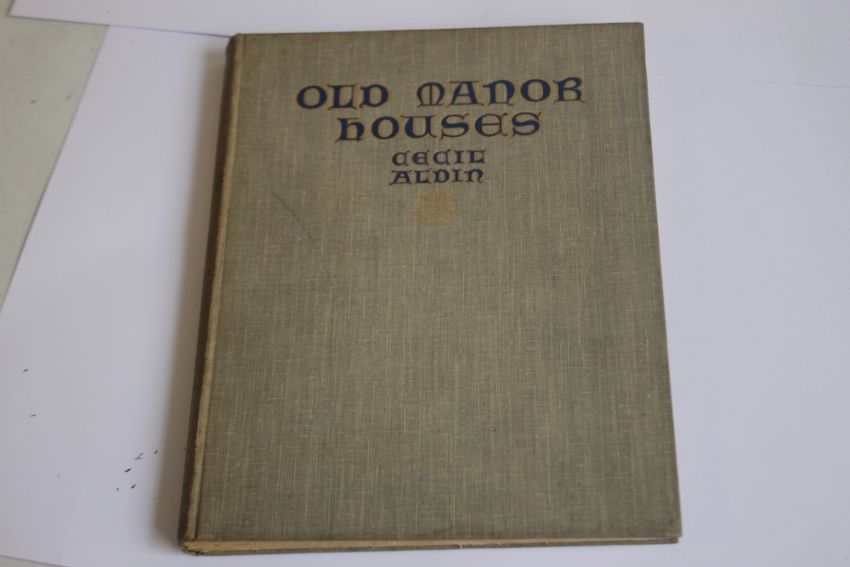 OLD MANOR
HOUSES
CECIL
ALDIN